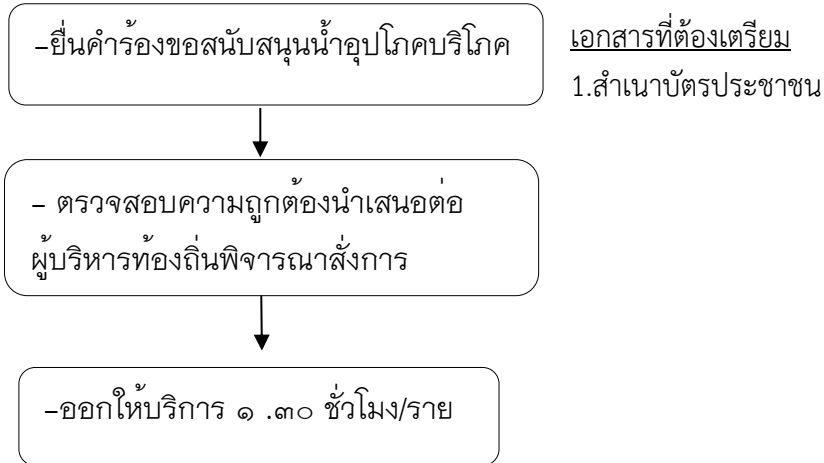 -ยื่นคำร้องขอสนับสนุนน้ำอุปโภคบริโภค
เอกสารที่ต้องเตรียม
1.สำเนาบัตรประชาชน
- ตรวจสอบความถูกต้องนำเสนอต่อ
ผู้บริหารท้องถิ่นพิจารณาสั่งการ
-ออกให้บริการ ๑ .๓๐ ชั่วโมง/ราย